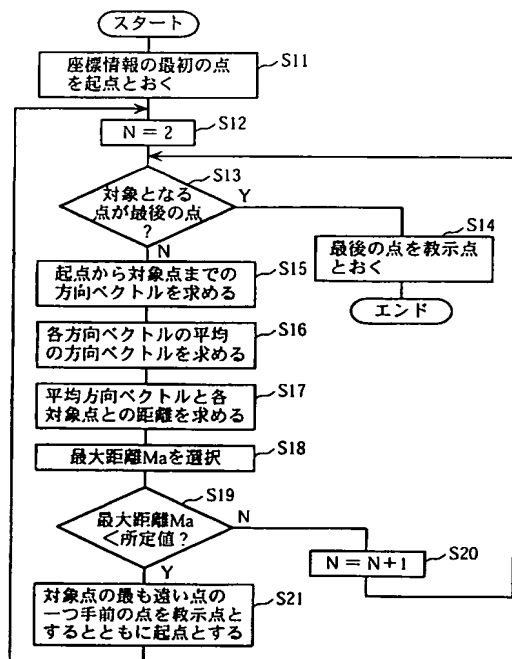 スタート
座標情報の最初の点
を起点とおく
S11
N = 2
S12
対象となる
点が最後の点
?
S13
Y
N
最後の点を教示点
とおく
S14
エンド
起点から対象点までの
方向ベクトルを求める
S15
各方向ベクトルの平均
の方向ベクトルを求める
S16
平均方向ベクトルと各
対象点との距離を求める
S17
最大距離Maを選択
S18
最大距離Ma
<所定値?
S19
N
Y
N = N+1
S20
対象点の最も遠い点の
一つ手前の点を教示点と
するとともに起点とする
S21